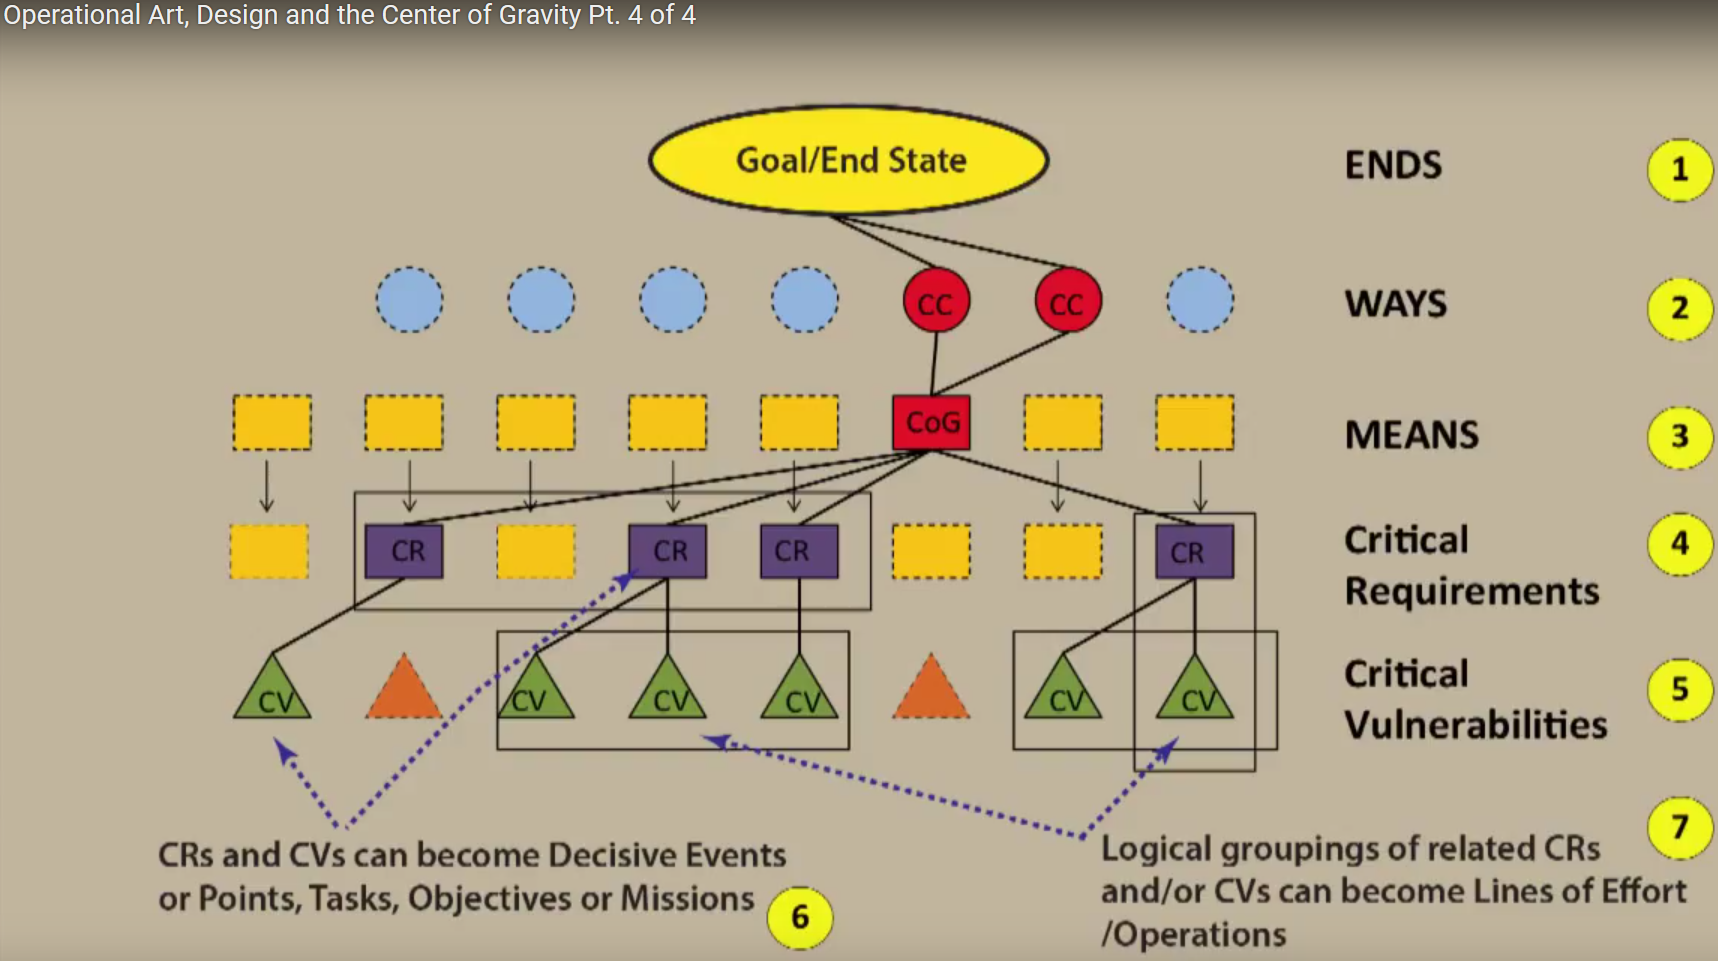 Operational Art, Design and the Center of Gravity Pt. 4 of 4
Goal/End State
ENDS
1
CC
CC
WAYS
2
CoG
MEANS
3
CR
CR
CR
CR
Critical
Requirements
4
CV
CV
CV
CV
CV
CV
Critical
Vulnerabilities
5
CRs and CVs can become Decisive Events
or Points, Tasks, Objectives or Missions
6
7
Logical groupings of related CRs
and/or CVs can become Lines of Effort
/Operations